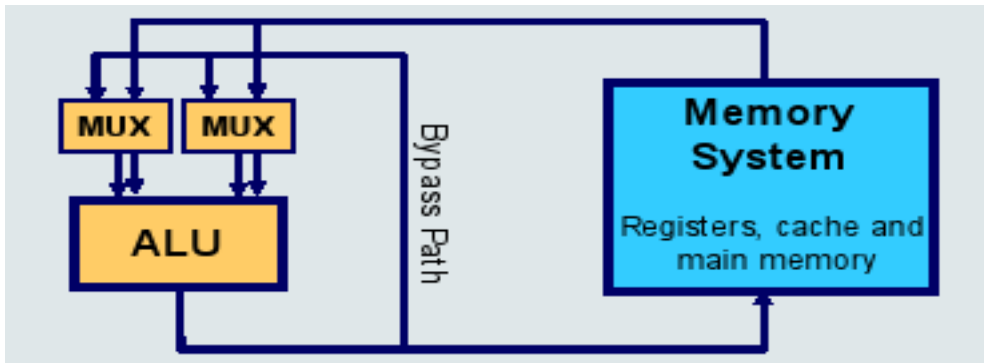 MUX
MUX
ALU
Bypass Path
Memory
System
Registers, cache and
main memory